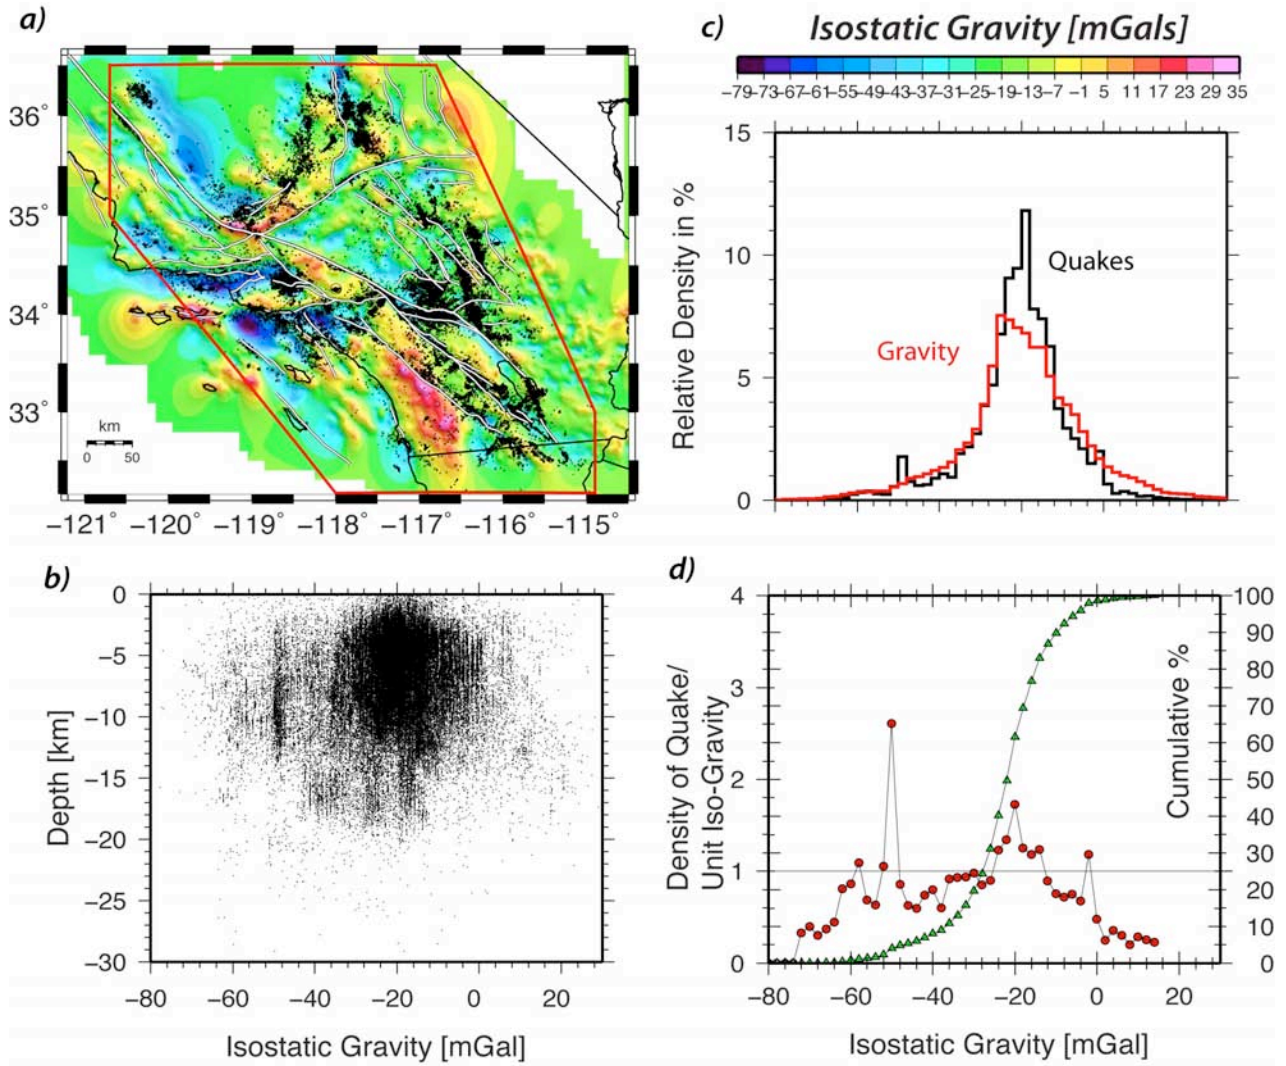 a)
36°
35°
34°
33°
km
0 50
−121° −120° −119° −118° −117° −116° −115°
c)
Isostatic Gravity [mGals]
−79−73−67−61−55−49−43−37−31−25−19−13−7 −1 5 11 17 23 29 35
15
10
5
0
Relative Density in %
Quakes
Gravity
b)
0
−5
−10
−15
−20
−25
−30
Depth [km]
−80 −60 −40 −20 0 20
Isostatic Gravity [mGal]
d)
4
3
2
1
0
Density of Quake/
Unit Iso-Gravity
100
90
80
70
60
50
40
30
20
10
0
Cumulative %
−80 −60 −40 −20 0 20
Isostatic Gravity [mGal]